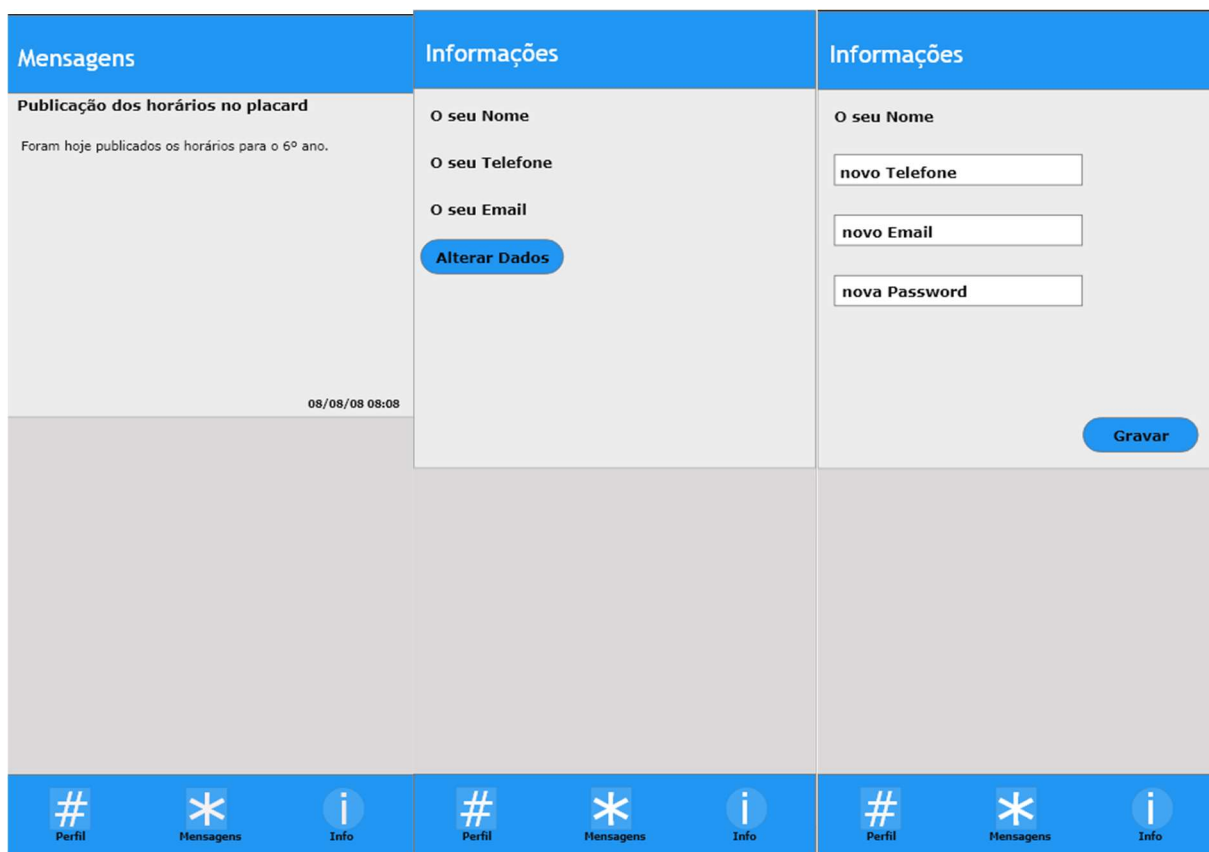 Mensagens
Publicação dos horários no placard
Foram hoje publicados os horários para o 6º ano.
08/08/08 08:08
#
Perfil
*
Mensagens
i
Info
Informações
O seu Nome
O seu Telefone
O seu Email
Alterar Dados
#
Perfil
*
Mensagens
i
Info
Informações
O seu Nome
novo Telefone
novo Email
nova Password
Gravar
#
Perfil
*
Mensagens
i
Info